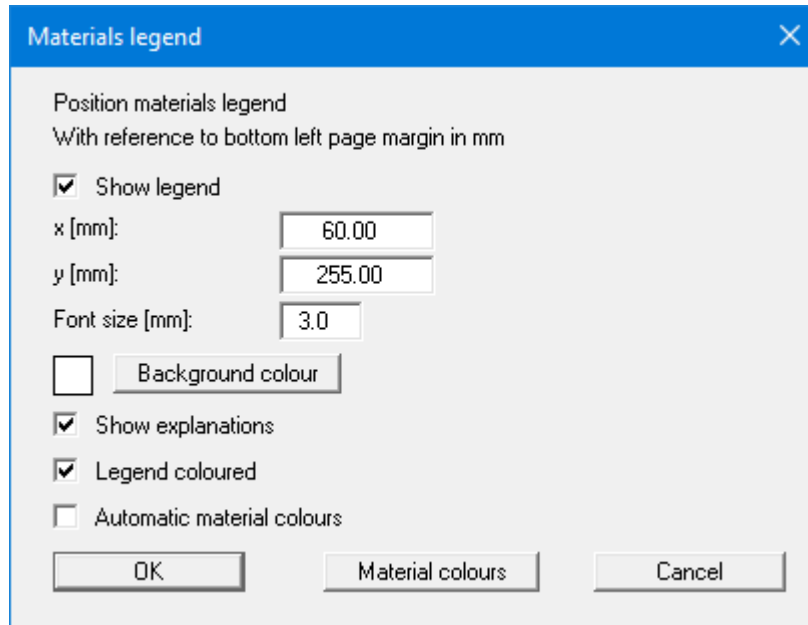 Materials legend
Position materials legend
With reference to bottom left page margin in mm
Show legend
x [mm]: 60.00
y [mm]: 255.00
Font size [mm]: 3.0
Background colour
Show explanations
Legend coloured
Automatic material colours
OK Material colours Cancel